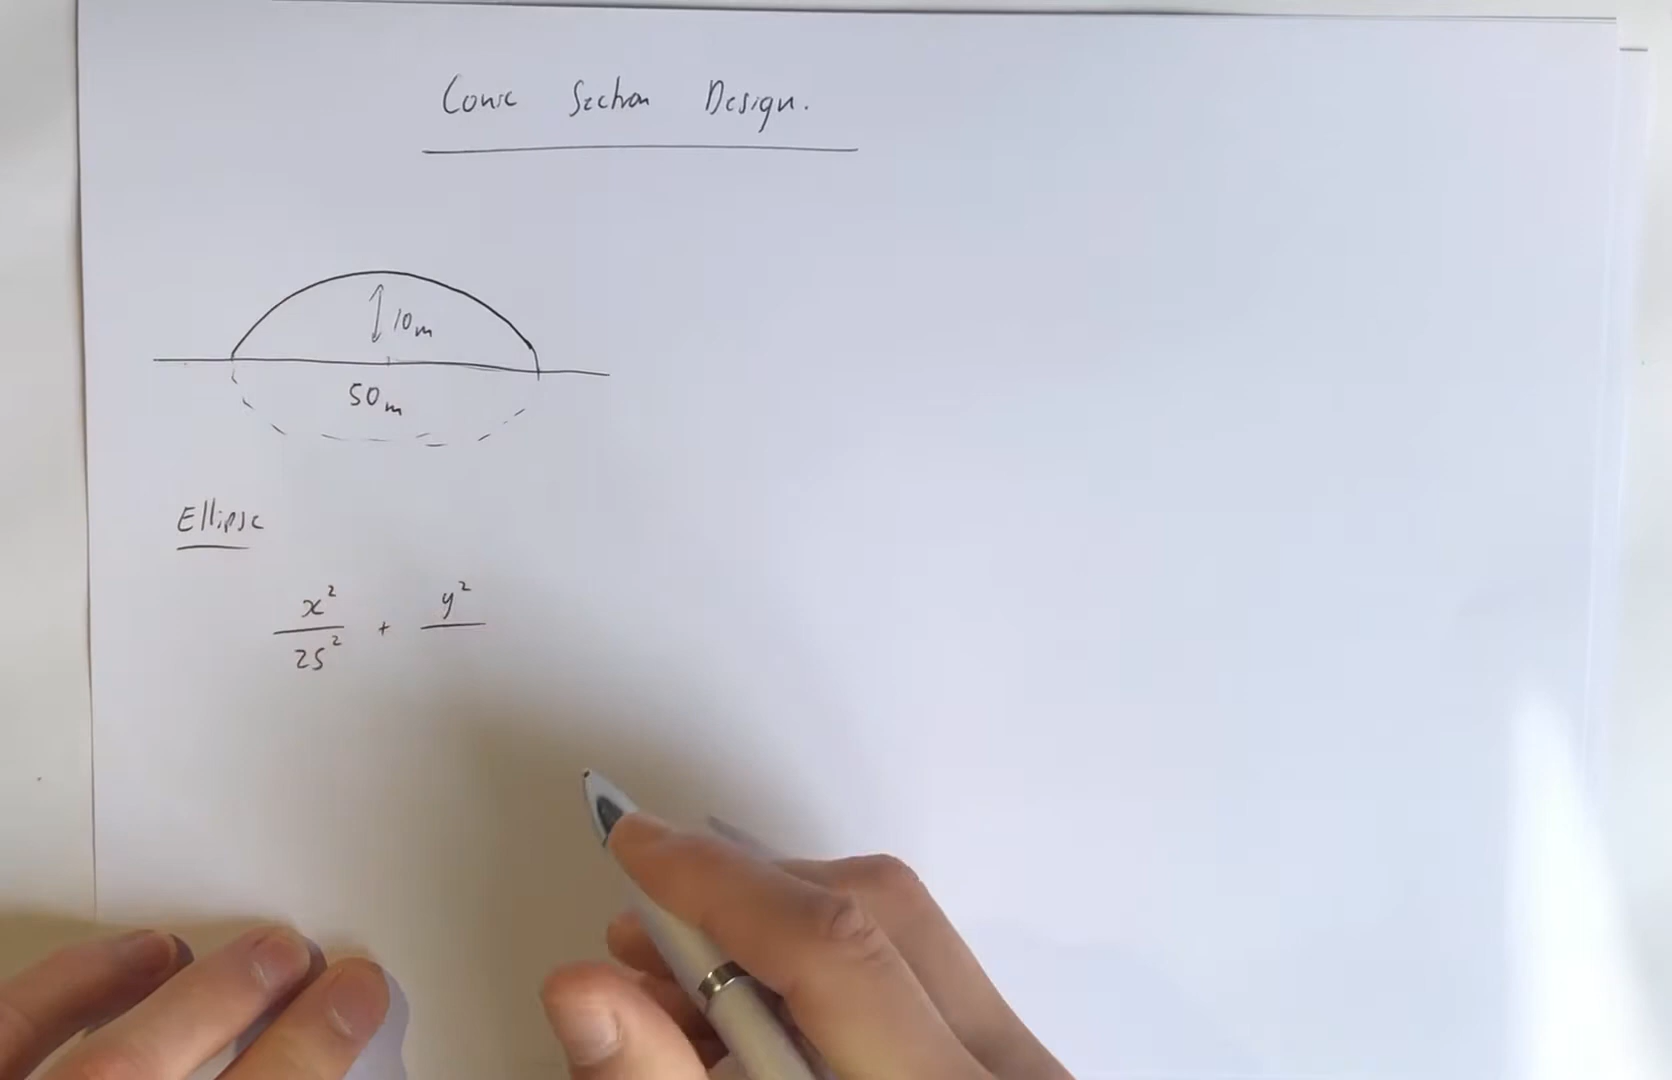 Conic Section Design.
10m
50m
Ellipse
x² + y²
25²